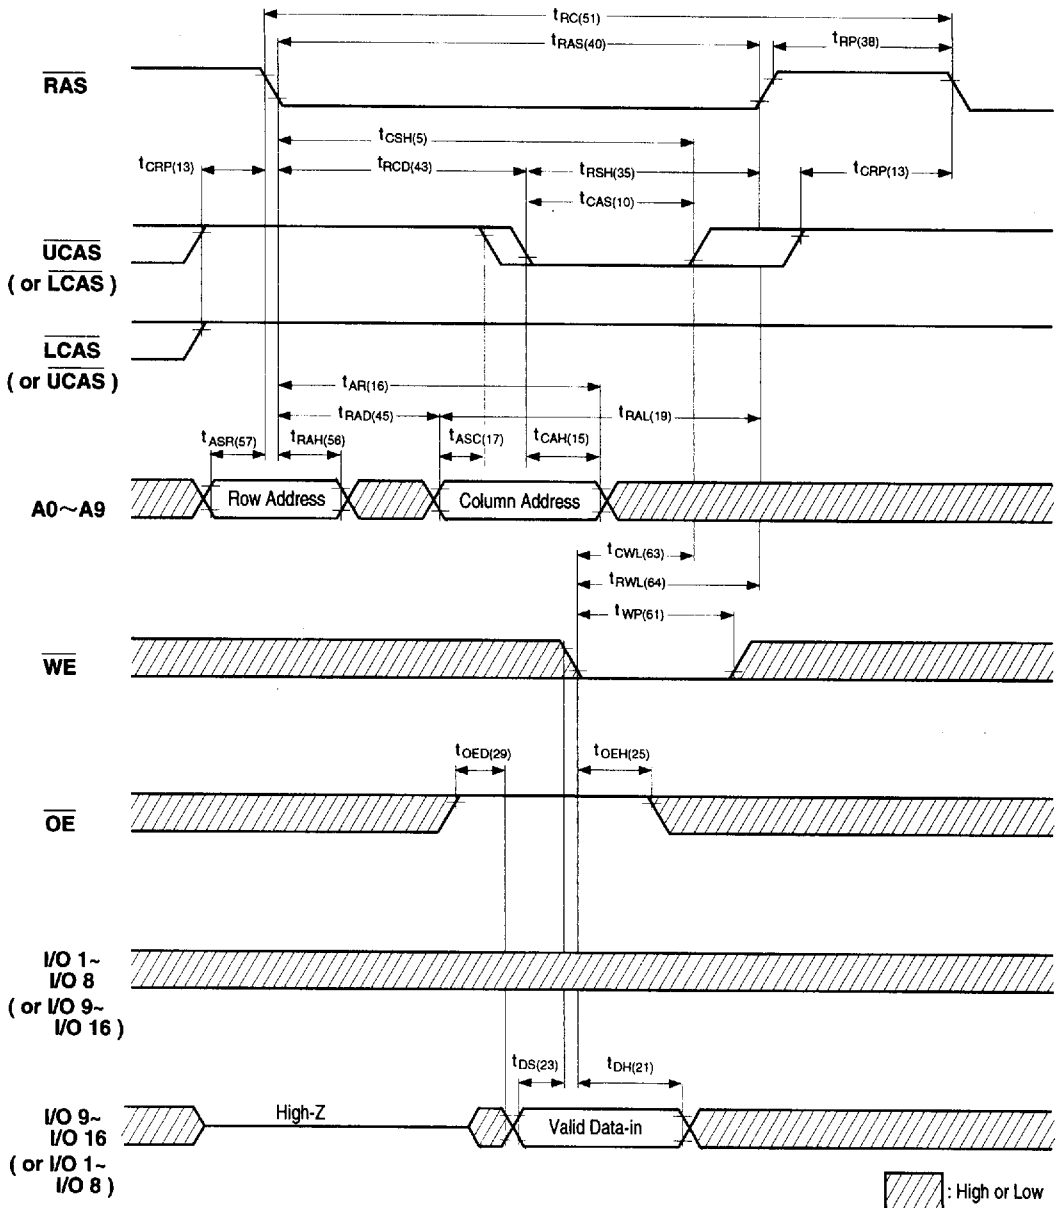 tRC(51)
tRAS(40)
tRP(38)
RAS
tCSH(5)
tCRP(13)
tRCD(43)
tRSH(35)
tCRP(13)
tCAS(10)
UCAS
( or LCAS )
LCAS
( or UCAS )
tAR(16)
tRAD(45)
tRAL(19)
tASR(57)
tRAH(56)
tASC(17)
tCAH(15)
A0~A9
Row Address
Column Address
tCWL(63)
tRWL(64)
tWP(61)
WE
tOED(29)
tOEH(25)
OE
I/O 1~
I/O 8
( or I/O 9~
I/O 16 )
tDS(23)
tDH(21)
I/O 9~
I/O 16
( or I/O 1~
I/O 8 )
High-Z
Valid Data-in
: High or Low